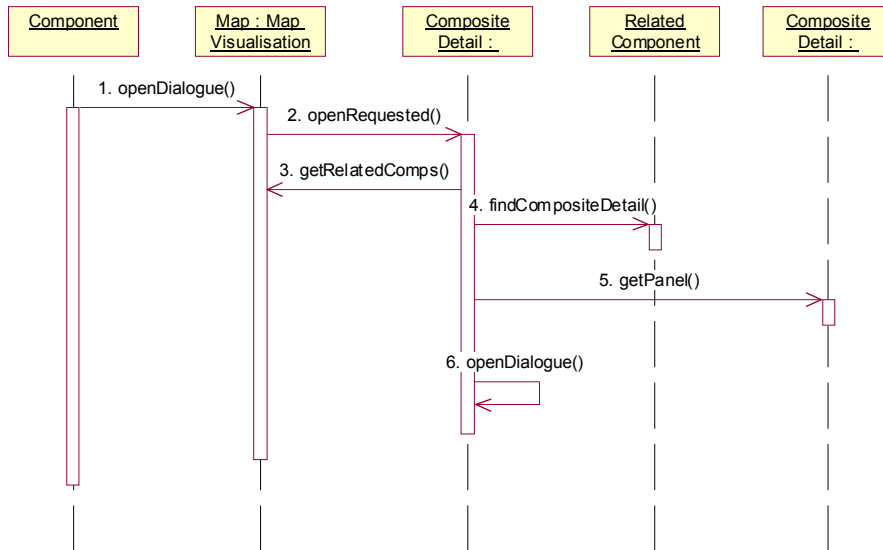 Component
Map : Map
Visualisation
Composite
Detail :
Related
Component
Composite
Detail :
1. openDialogue()
2. openRequested()
3. getRelatedComps()
4. findCompositeDetail()
5. getPanel()
6. openDialogue()